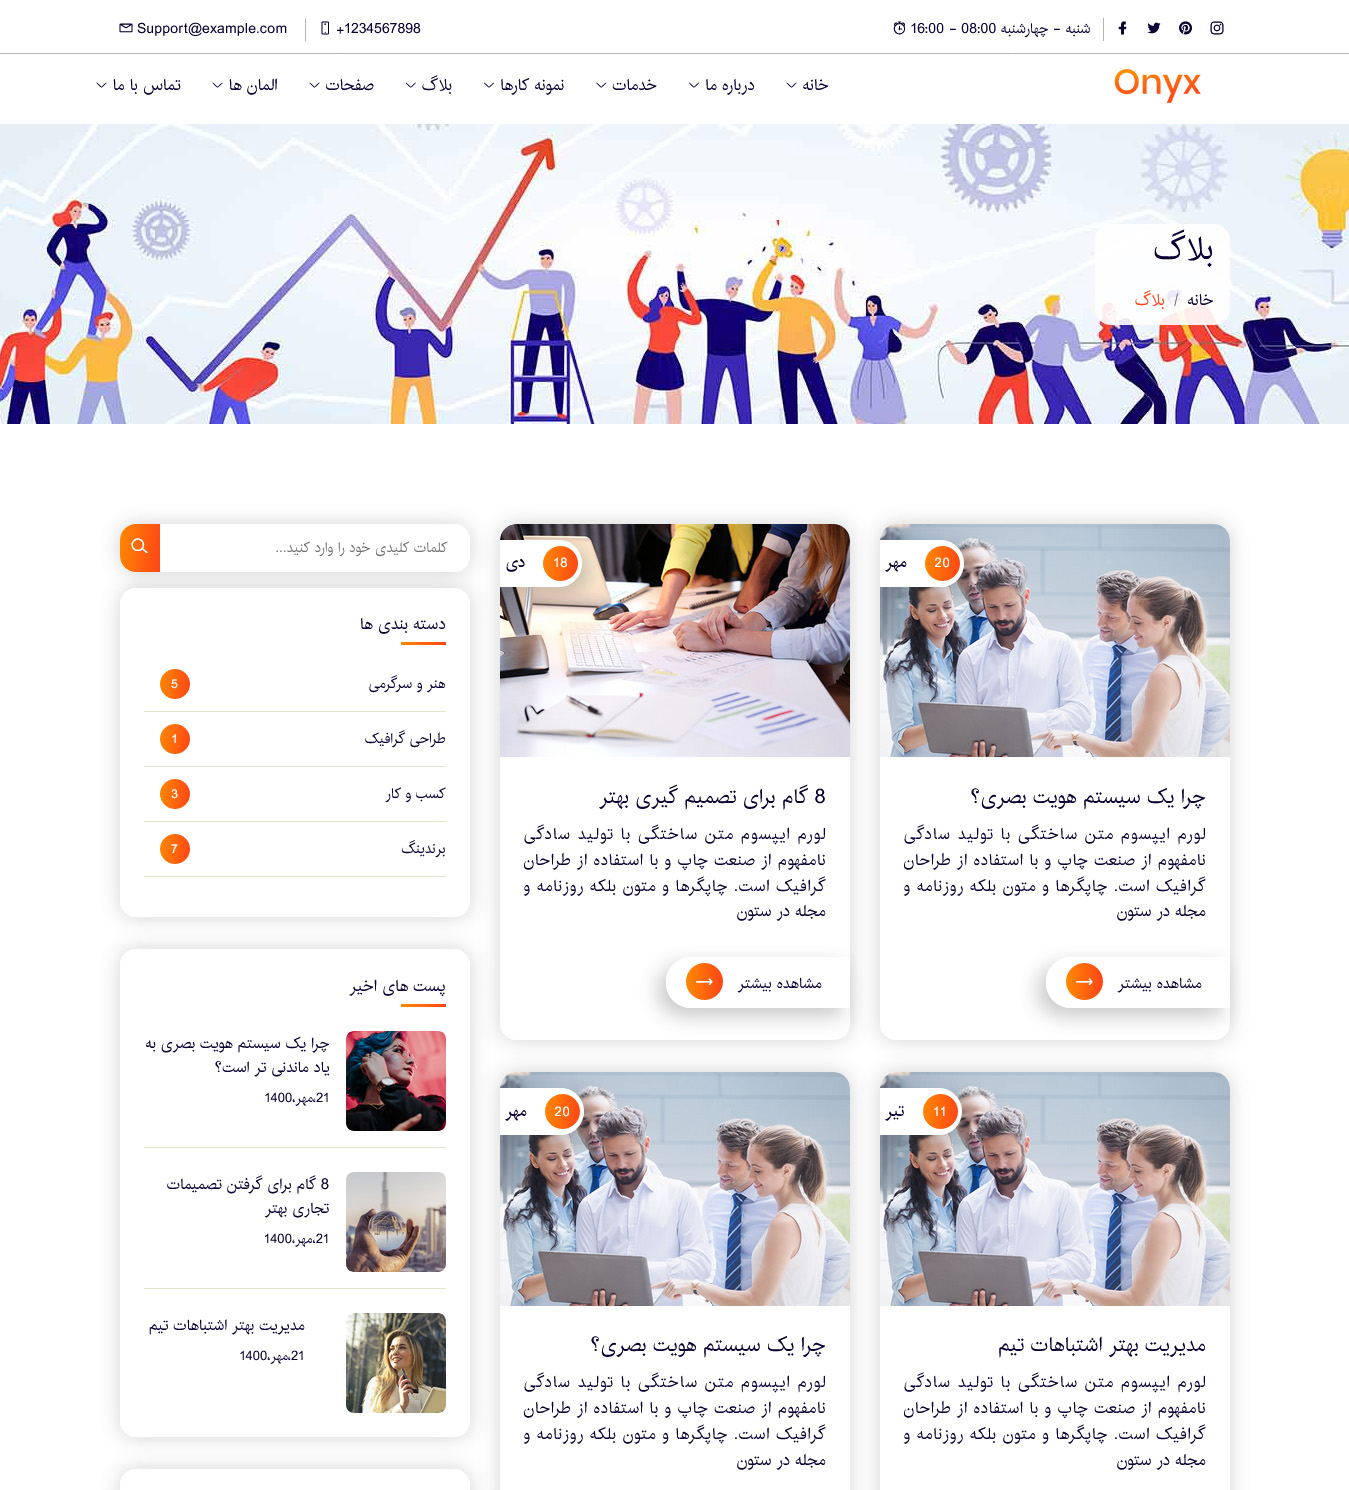 شنبه - چهارشنبه 08:00 - 16:00
+1234567898
Support@example.com
Onyx
خانه
درباره ما
خدمات
نمونه کارها
بلاگ
صفحات
المان ها
تماس با ما
بلاگ
خانه / بلاگ
20 مهر
چرا یک سیستم هویت بصری؟
لورم ایپسوم متن ساختگی با تولید سادگی
نامفهوم از صنعت چاپ و با استفاده از طراحان
گرافیک است. چاپگرها و متون بلکه روزنامه و
مجله در ستون
مشاهده بیشتر
18 دی
8 گام برای تصمیم گیری بهتر
لورم ایپسوم متن ساختگی با تولید سادگی
نامفهوم از صنعت چاپ و با استفاده از طراحان
گرافیک است. چاپگرها و متون بلکه روزنامه و
مجله در ستون
مشاهده بیشتر
11 تیر
مدیریت بهتر اشتباهات تیم
لورم ایپسوم متن ساختگی با تولید سادگی
نامفهوم از صنعت چاپ و با استفاده از طراحان
گرافیک است. چاپگرها و متون بلکه روزنامه و
مجله در ستون
20 مهر
چرا یک سیستم هویت بصری؟
لورم ایپسوم متن ساختگی با تولید سادگی
نامفهوم از صنعت چاپ و با استفاده از طراحان
گرافیک است. چاپگرها و متون بلکه روزنامه و
مجله در ستون
کلمات کلیدی خود را وارد کنید...
دسته بندی ها
هنر و سرگرمی 5
طراحی گرافیک 1
کسب و کار 3
برندینگ 7
پست های اخیر
چرا یک سیستم هویت بصری به
یاد ماندنی تر است؟
21،مهر،1400
8 گام برای گرفتن تصمیمات
تجاری بهتر
21،مهر،1400
مدیریت بهتر اشتباهات تیم
21،مهر،1400